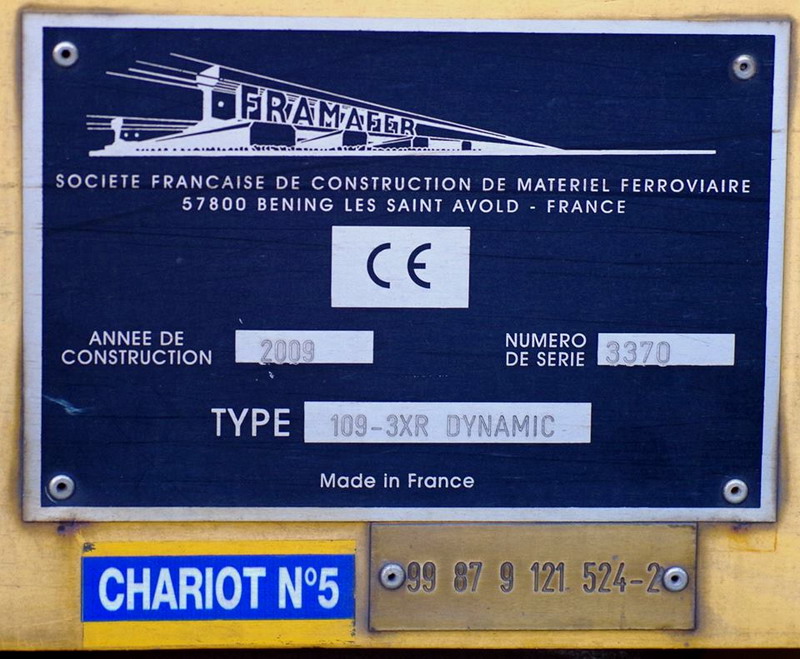 FRAMAFER
SOCIETE FRANCAISE DE CONSTRUCTION DE MATERIEL FERROVIAIRE
57800 BENING LES SAINT AVOLD - FRANCE
CE
ANNEE DE
CONSTRUCTION 2009
NUMERO
DE SERIE 3370
TYPE 109-3XR DYNAMIC
Made in France
CHARIOT N°5
99 87 9 121 524-2